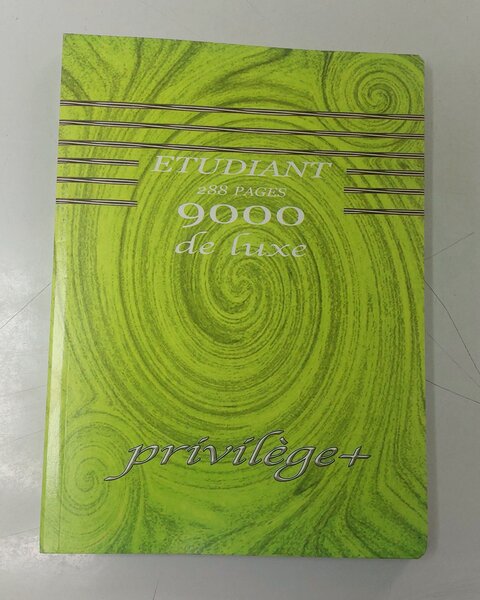 ETUDIANT
288 PAGES
9000
de luxe
privilège+